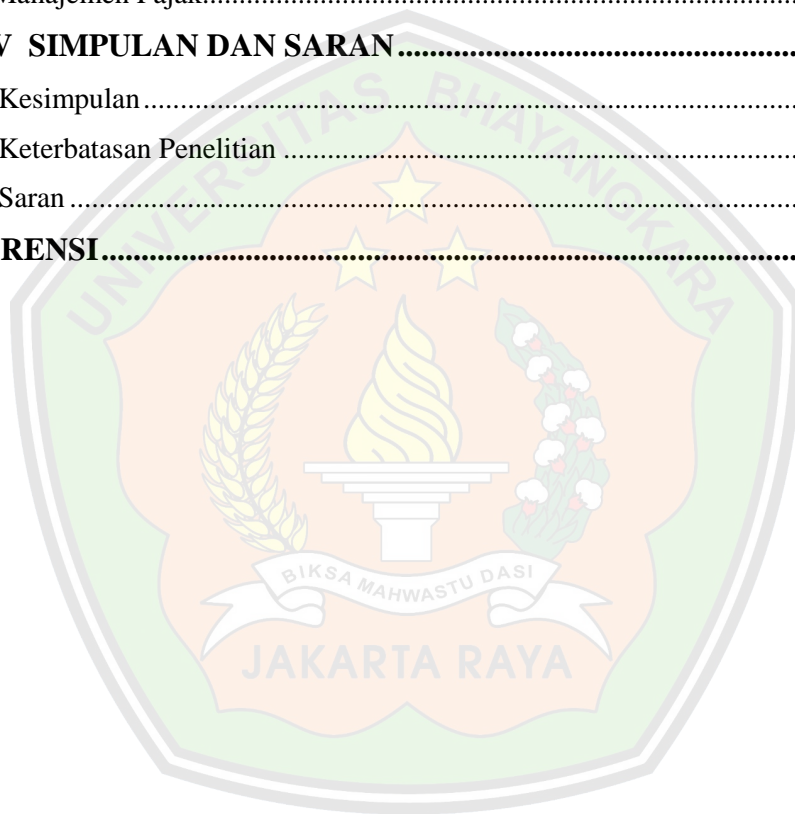 Manajemen Pajak..........................................................................................
V SIMPULAN DAN SARAN..........................................................
Kesimpulan..........................................................................................
Keterbatasan Penelitian..........................................................................
Saran..........................................................................................
RENSI..........................................................................................
UNIVERSITAS BHAYANGKARA
BIKSA MAHWASTU DASI
JAKARTA RAYA